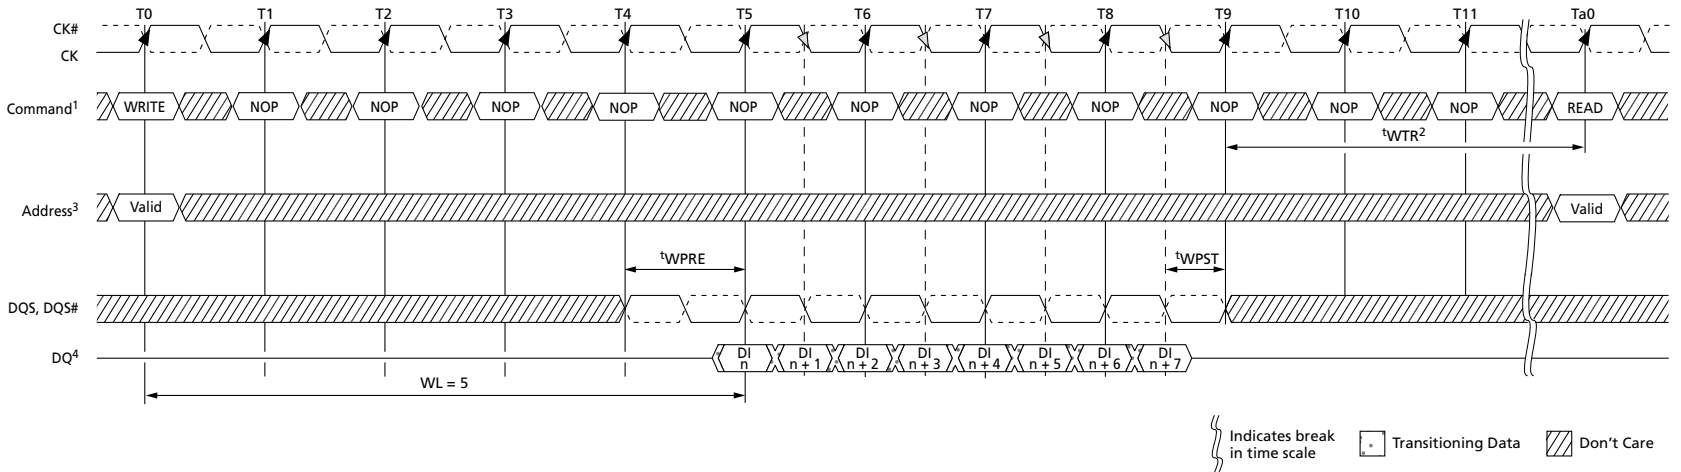 T0 T1 T2 T3 T4 T5 T6 T7 T8 T9 T10 T11 Ta0
CK#
CK
Command1 WRITE NOP NOP NOP NOP NOP NOP NOP NOP NOP NOP NOP READ
tWTR2
Address3 Valid Valid
tWPRE tWPST
DQS, DQS#
DQ4 DI n DI n + 1 DI n + 2 DI n + 3 DI n + 4 DI n + 5 DI n + 6 DI n + 7
WL = 5
Indicates break
in time scale
Transitioning Data
Don't Care